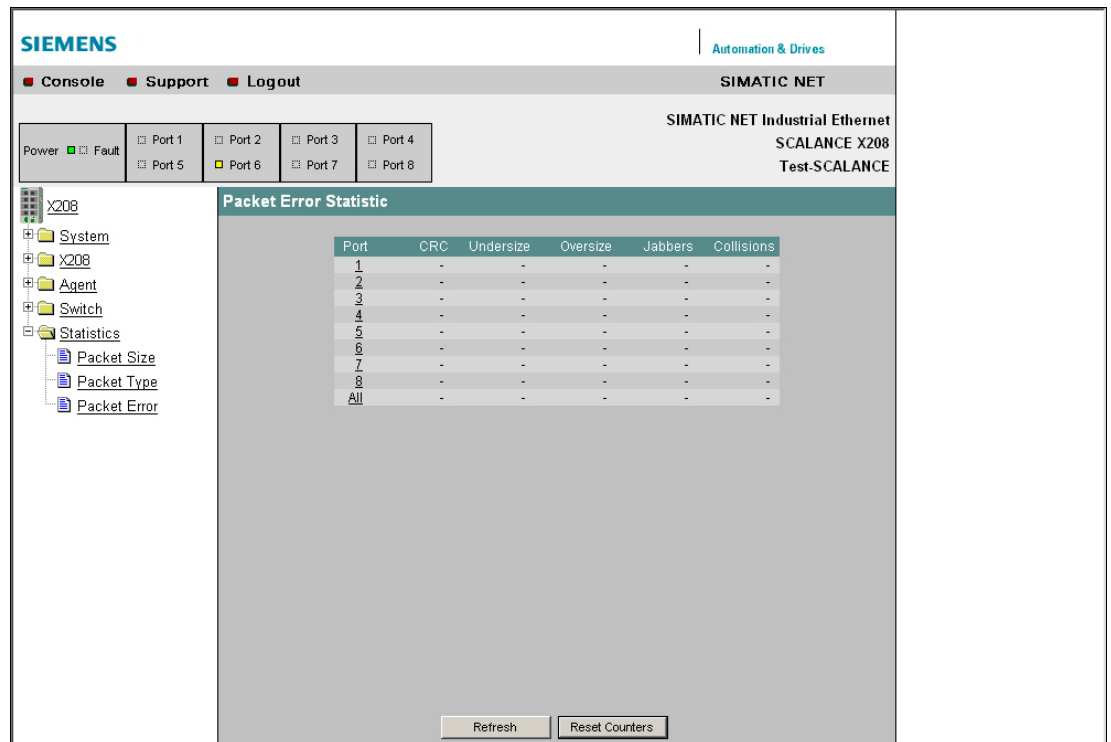 SIEMENS
Automation & Drives
Console Support Logout SIMATIC NET
SIMATIC NET Industrial Ethernet
SCALANCE X208
Test-SCALANCE
Power Fault Port 1 Port 2 Port 3 Port 4
Port 5 Port 6 Port 7 Port 8
X208
System
X208
Agent
Switch
Statistics
Packet Size
Packet Type
Packet Error
Packet Error Statistic
Port CRC Undersize Oversize Jabbers Collisions
1 - - - - -
2 - - - - -
3 - - - - -
4 - - - - -
5 - - - - -
6 - - - - -
7 - - - - -
8 - - - - -
All - - - - -
Refresh Reset Counters